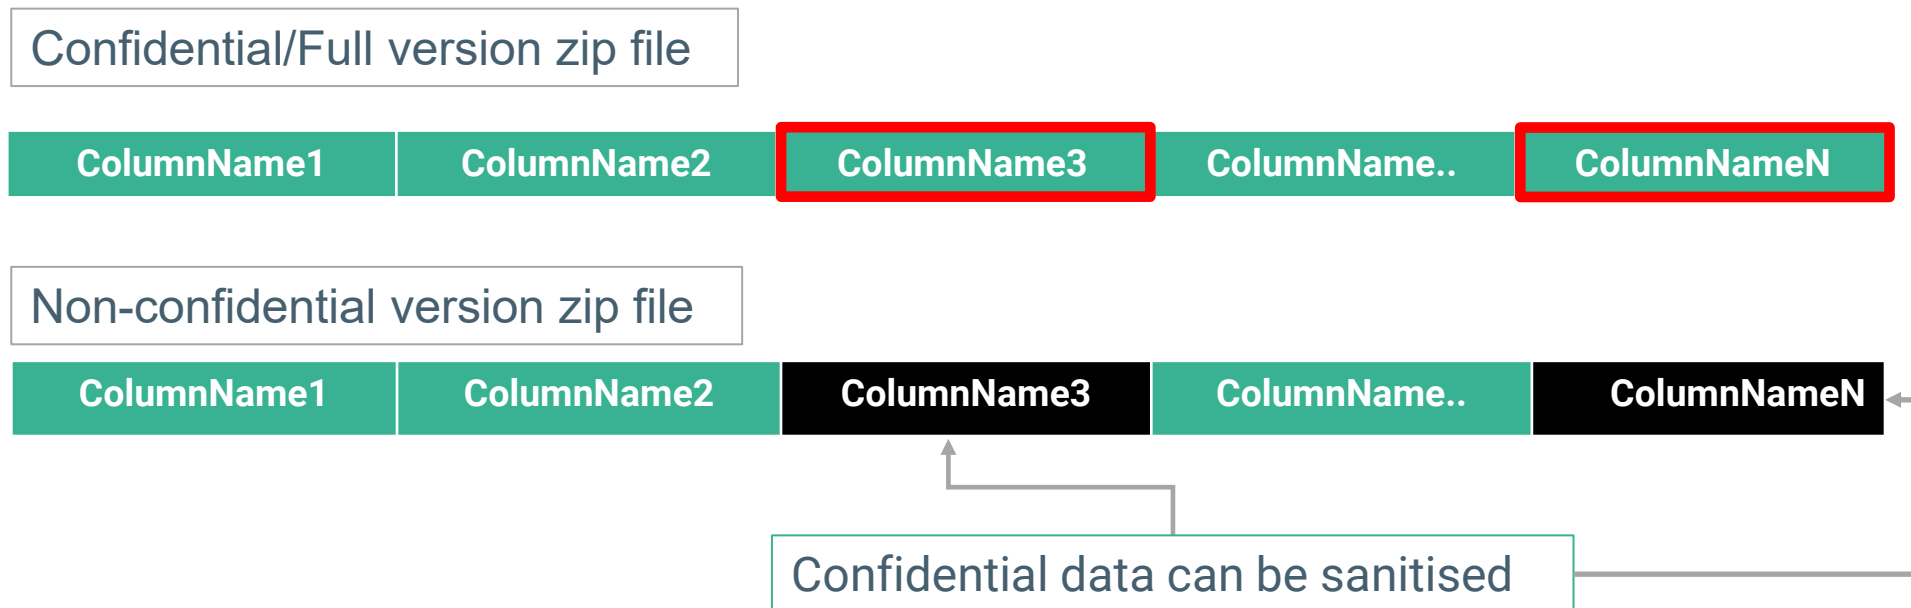 Confidential/Full version zip file
ColumnName1 ColumnName2 ColumnName3 ColumnName.. ColumnNameN
Non-confidential version zip file
ColumnName1 ColumnName2 ColumnName3 ColumnName.. ColumnNameN
Confidential data can be sanitised